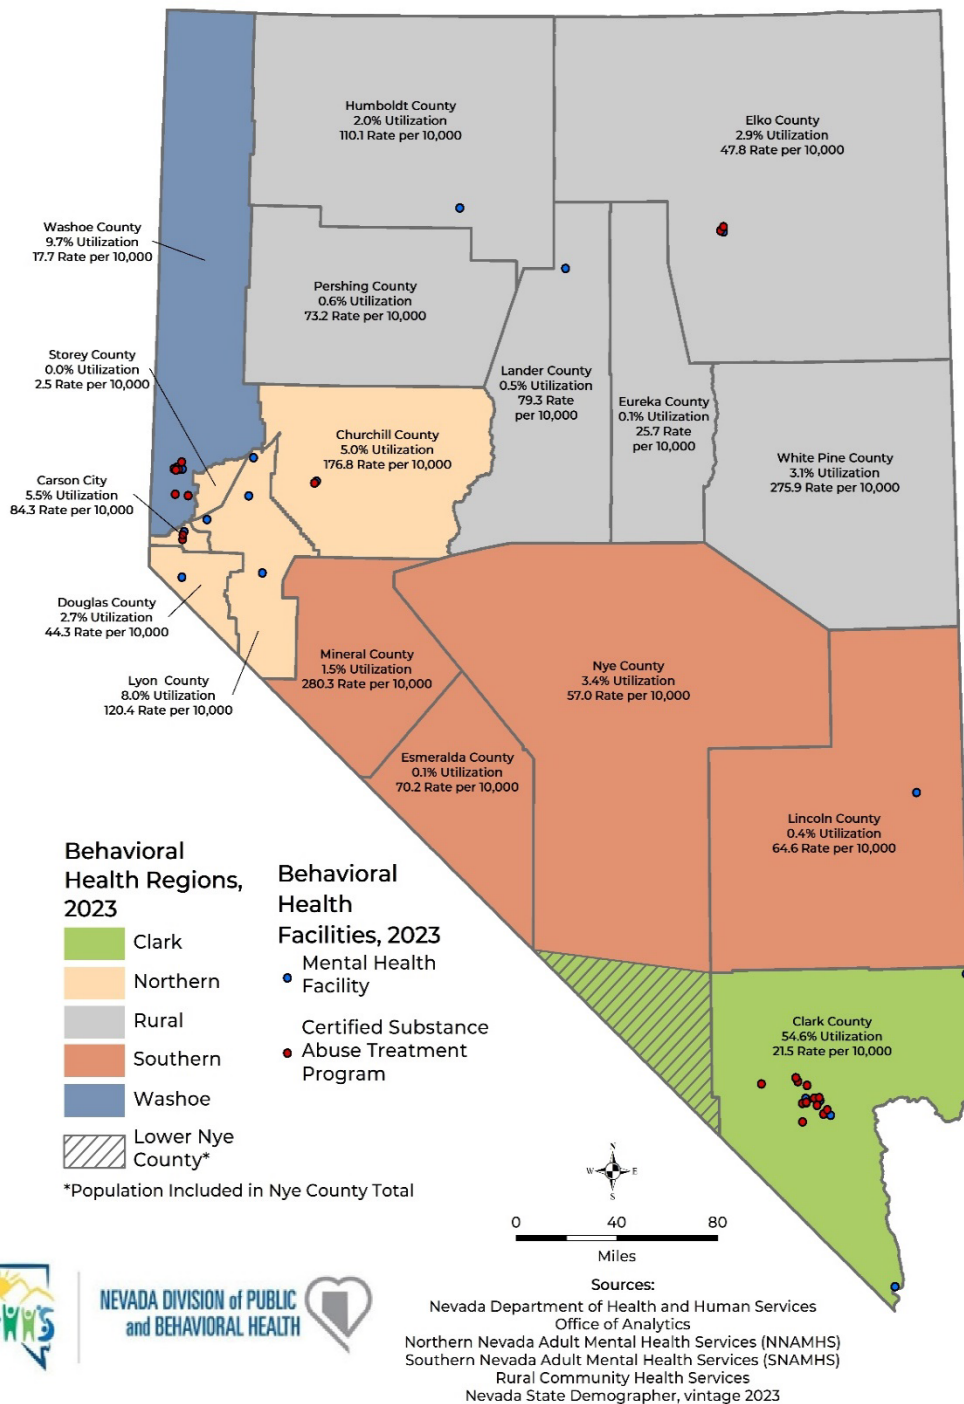 Humboldt County
2.0% Utilization
110.1 Rate per 10,000
Elko County
2.9% Utilization
47.8 Rate per 10,000
Washoe County
9.7% Utilization
17.7 Rate per 10,000
Pershing County
0.6% Utilization
73.2 Rate per 10,000
Storey County
0.0% Utilization
2.5 Rate per 10,000
Lander County
0.5% Utilization
79.3 Rate
per 10,000
Eureka County
0.1% Utilization
25.7 Rate
per 10,000
Churchill County
5.0% Utilization
176.8 Rate per 10,000
White Pine County
3.1% Utilization
275.9 Rate per 10,000
Carson City
5.5% Utilization
84.3 Rate per 10,000
Douglas County
2.7% Utilization
44.3 Rate per 10,000
Lyon County
8.0% Utilization
120.4 Rate per 10,000
Mineral County
1.5% Utilization
280.3 Rate per 10,000
Nye County
3.4% Utilization
57.0 Rate per 10,000
Esmeralda County
0.1% Utilization
70.2 Rate per 10,000
Lincoln County
0.4% Utilization
64.6 Rate per 10,000
Clark County
54.6% Utilization
21.5 Rate per 10,000
Behavioral
Health Regions,
2023
Clark
Northern
Rural
Southern
Washoe
Lower Nye
County*
*Population Included in Nye County Total
Behavioral
Health
Facilities, 2023
Mental Health
Facility
Certified Substance
Abuse Treatment
Program
N
W E
S
0 40 80
Miles
NEVADA DIVISION of PUBLIC
and BEHAVIORAL HEALTH
Sources:
Nevada Department of Health and Human Services
Office of Analytics
Northern Nevada Adult Mental Health Services (NNAMHS)
Southern Nevada Adult Mental Health Services (SNAMHS)
Rural Community Health Services
Nevada State Demographer, vintage 2023